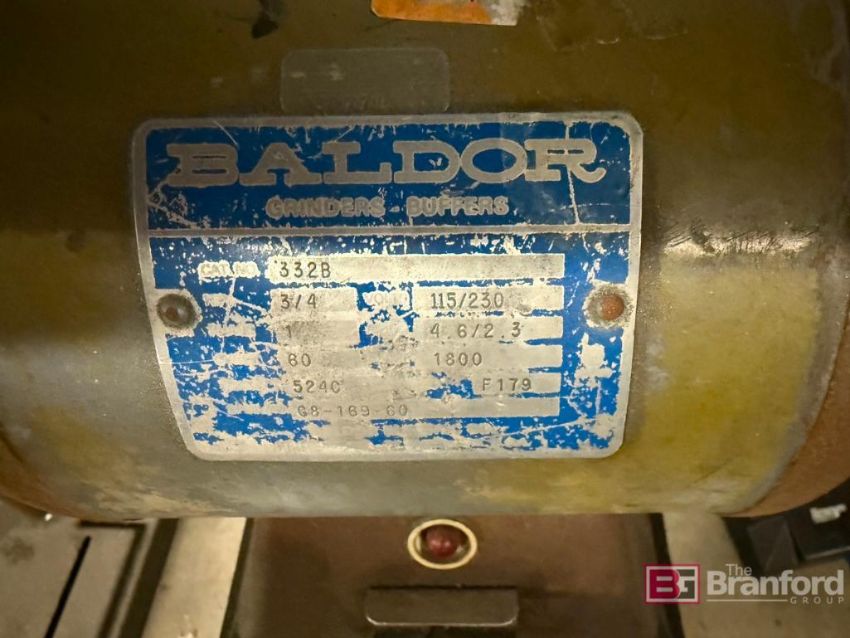 BALDOR
GRINDERS - BUFFERS
CAT. NO. 332B
3/4 115/230
1 4.6/2.3
60 1800
524C F179
G8-169-60
BG The Branford GROUP